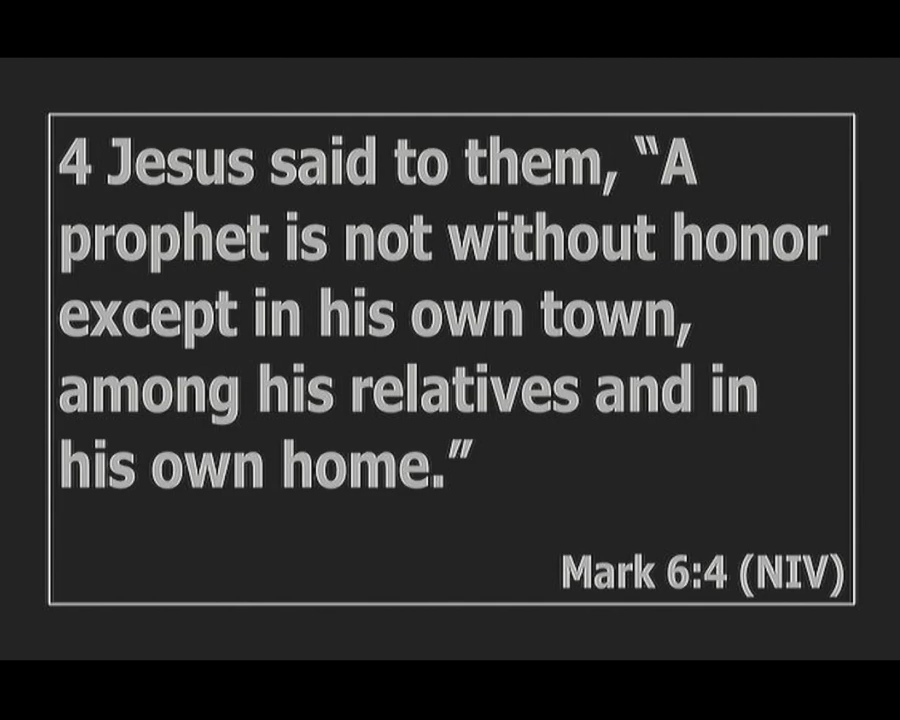 4 Jesus said to them, “A
prophet is not without honor
except in his own town,
among his relatives and in
his own home.”
Mark 6:4 (NIV)